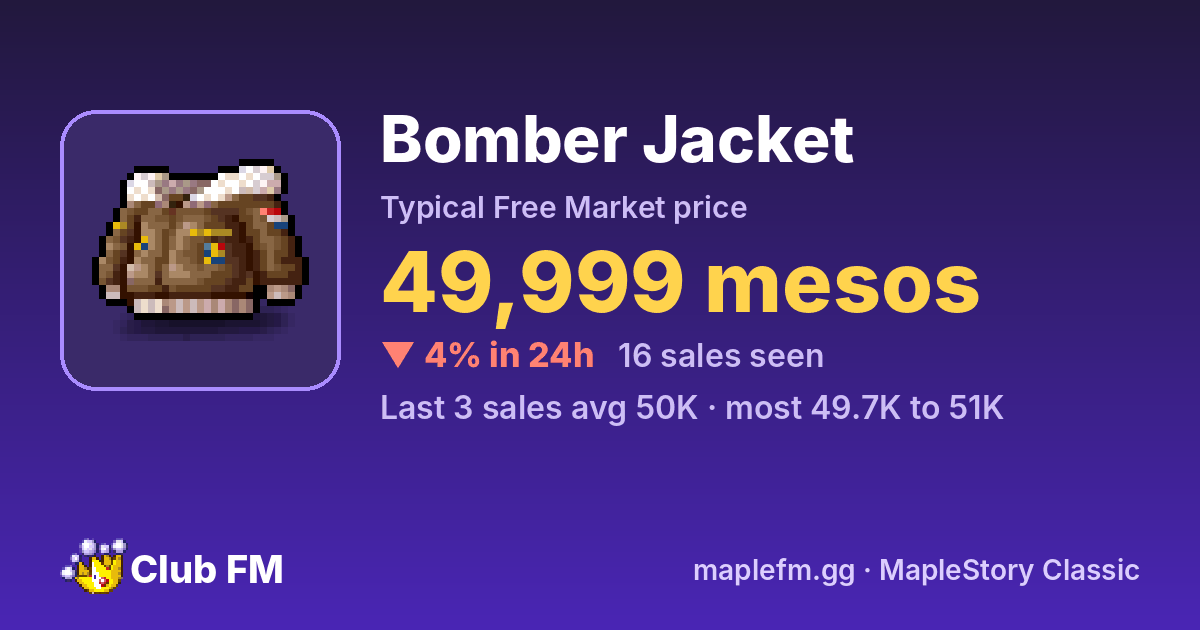 Bomber Jacket
Typical Free Market price
49,999 mesos
▼ 4% in 24h 16 sales seen
Last 3 sales avg 50K · most 49.7K to 51K
Club FM
maplefm.gg · MapleStory Classic